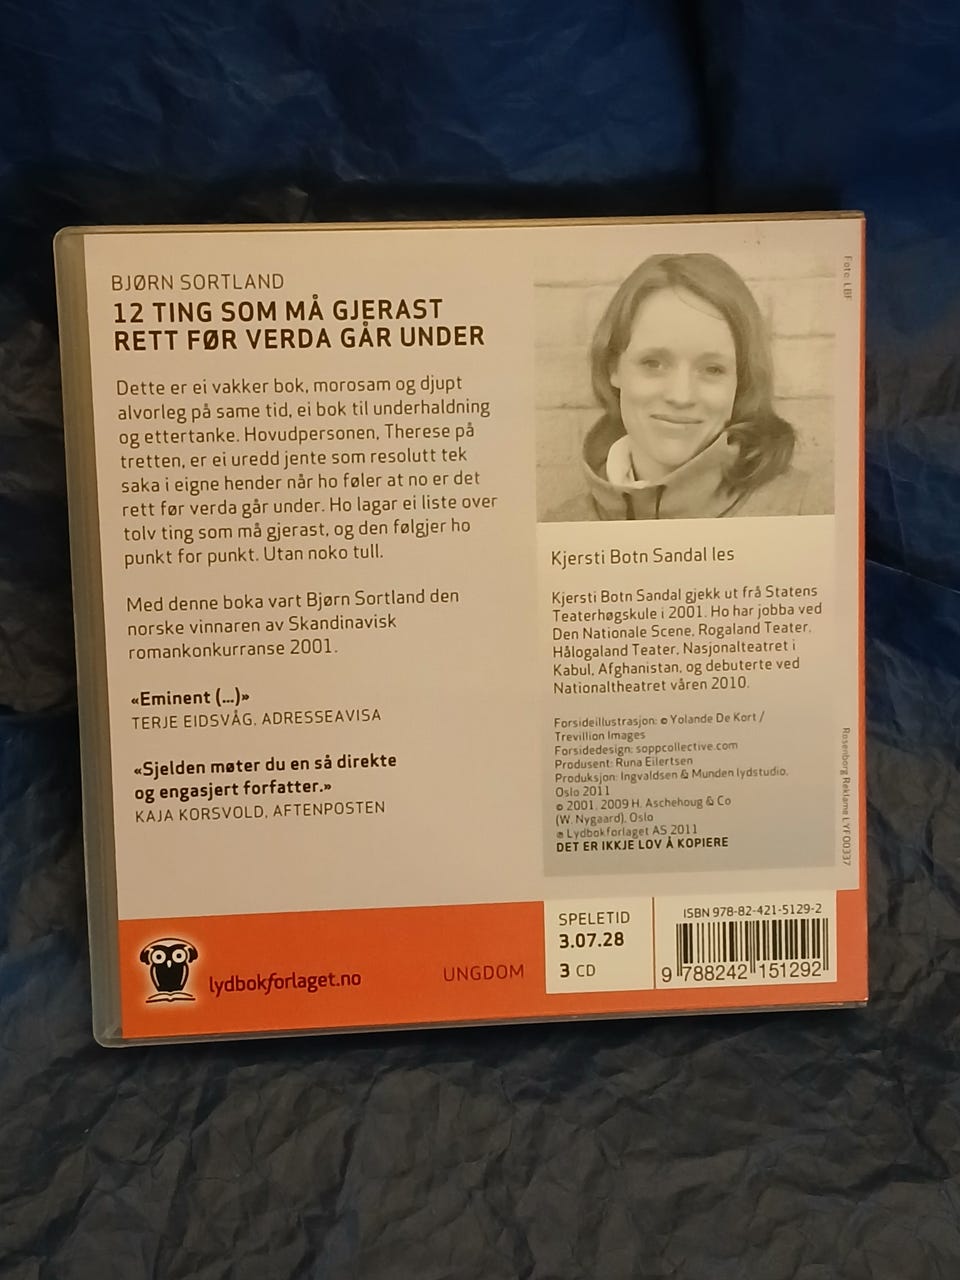 BJØRN SORTLAND
12 TING SOM MÅ GJERAST
RETT FØR VERDA GÅR UNDER
Dette er ei vakker bok, morosam og djupt
alvorleg på same tid, ei bok til underhaldning
og ettertanke. Hovudpersonen, Therese på
tretten, er ei uredd jente som resolutt tek
saka i eigne hender når ho føler at no er det
rett før verda går under. Ho lagar ei liste over
tolv ting som må gjerast, og den følgjer ho
punkt for punkt. Utan noko tull.
Med denne boka vart Bjørn Sortland den
norske vinnaren av Skandinavisk
romankonkurranse 2001.
«Eminent (...)»
TERJE EIDSVÅG, ADRESSEAVISA
«Sjelden møter du en så direkte
og engasjert forfatter.»
KAJA KORSVOLD, AFTENPOSTEN
Foto: LBF
Kjersti Botn Sandal les
Kjersti Botn Sandal gjekk ut frå Statens
Teaterhøgskule i 2001. Ho har jobba ved
Den Nationale Scene, Rogaland Teater,
Hålogaland Teater, Nasjonalteatret i
Kabul, Afghanistan, og debuterte ved
Nationaltheatret våren 2010.
Forsideillustrasjon: © Yolande De Kort /
Trevillion Images
Forsidedesign: soppcollective.com
Produsent: Runa Eilertsen
Produksjon: Ingvaldsen & Munden lydstudio,
Oslo 2011
© 2001, 2009 H. Aschehoug & Co
(W. Nygaard), Oslo
℗ Lydbokforlaget AS 2011
DET ER IKKJE LOV Å KOPIERE
Rosenborg Reklame LYF00337
lydbokforlaget.no
UNGDOM
SPELETID
3.07.28
3 CD
ISBN 978-82-421-5129-2
9 788242 151292